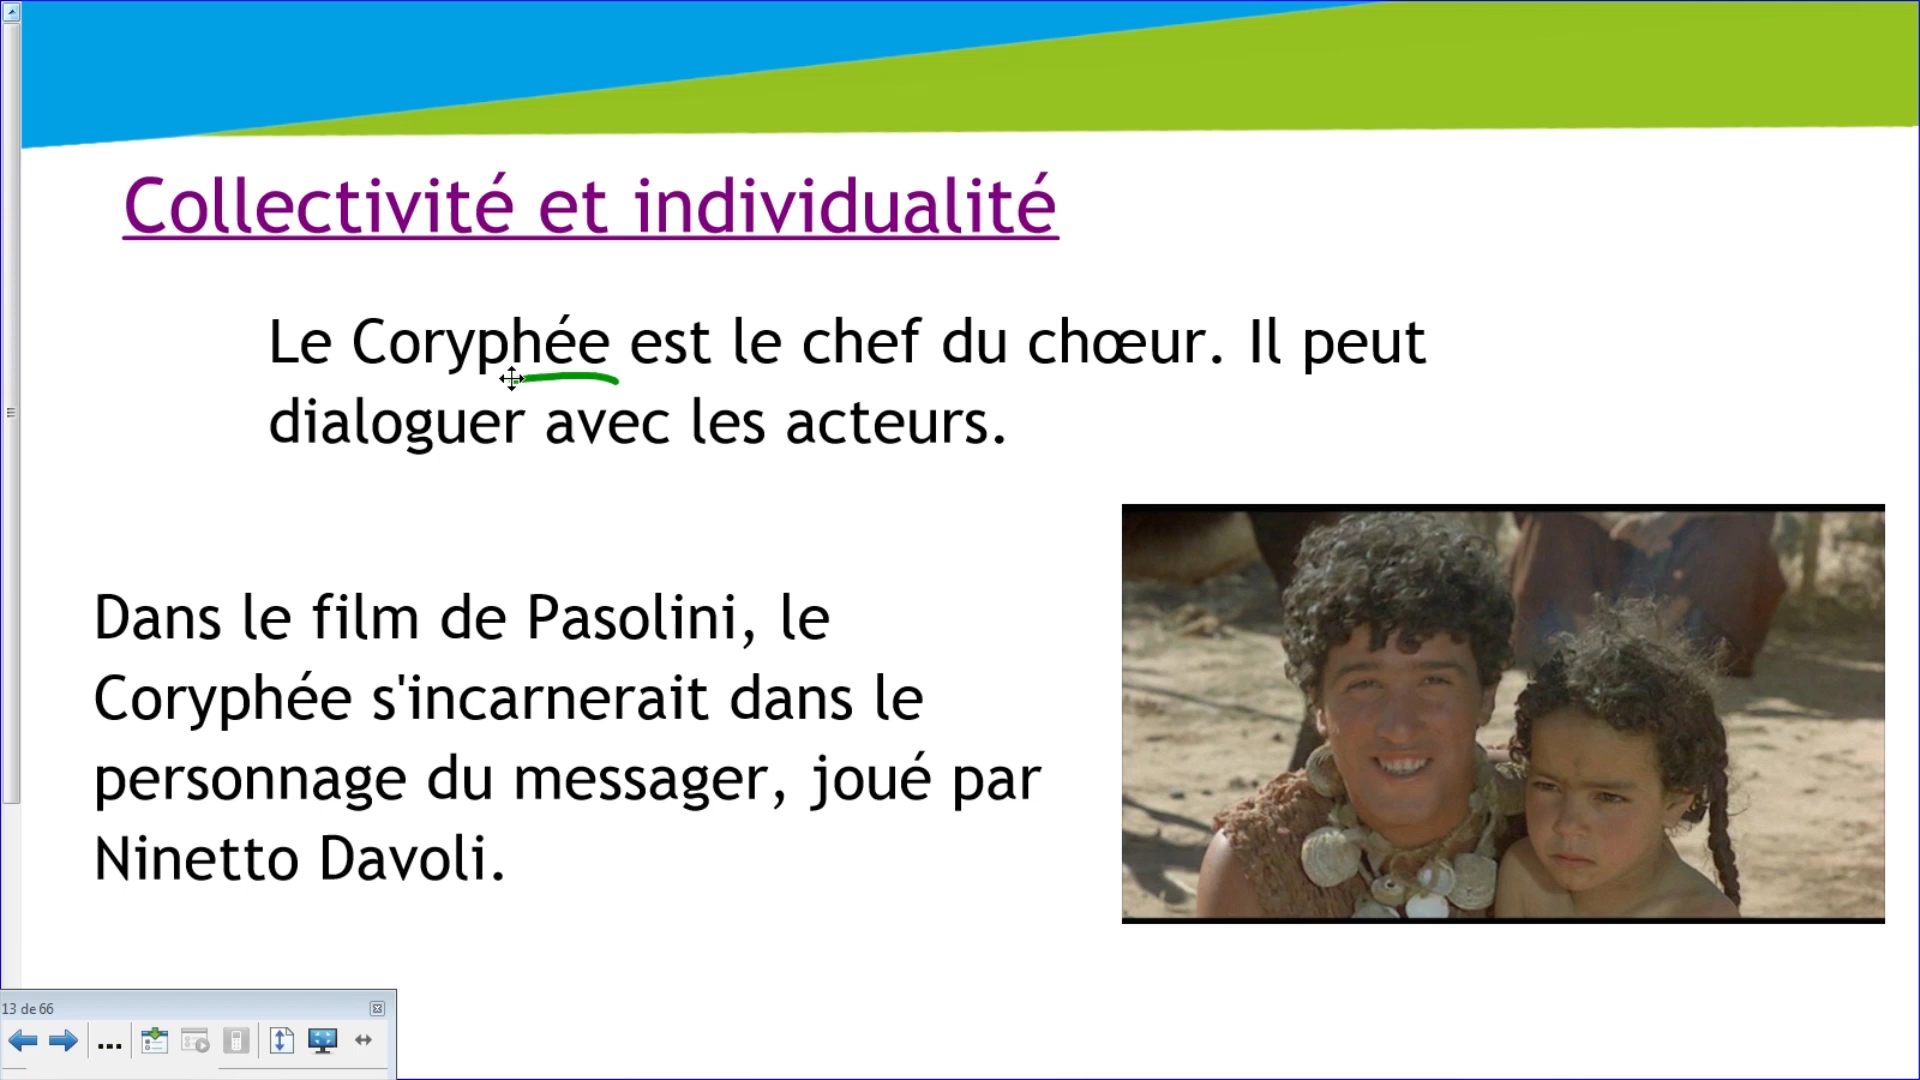 Collectivité et individualité
Le Coryphée est le chef du chœur. Il peut
dialoguer avec les acteurs.
Dans le film de Pasolini, le
Coryphée s'incarnerait dans le
personnage du messager, joué par
Ninetto Davoli.
13 de 66
...